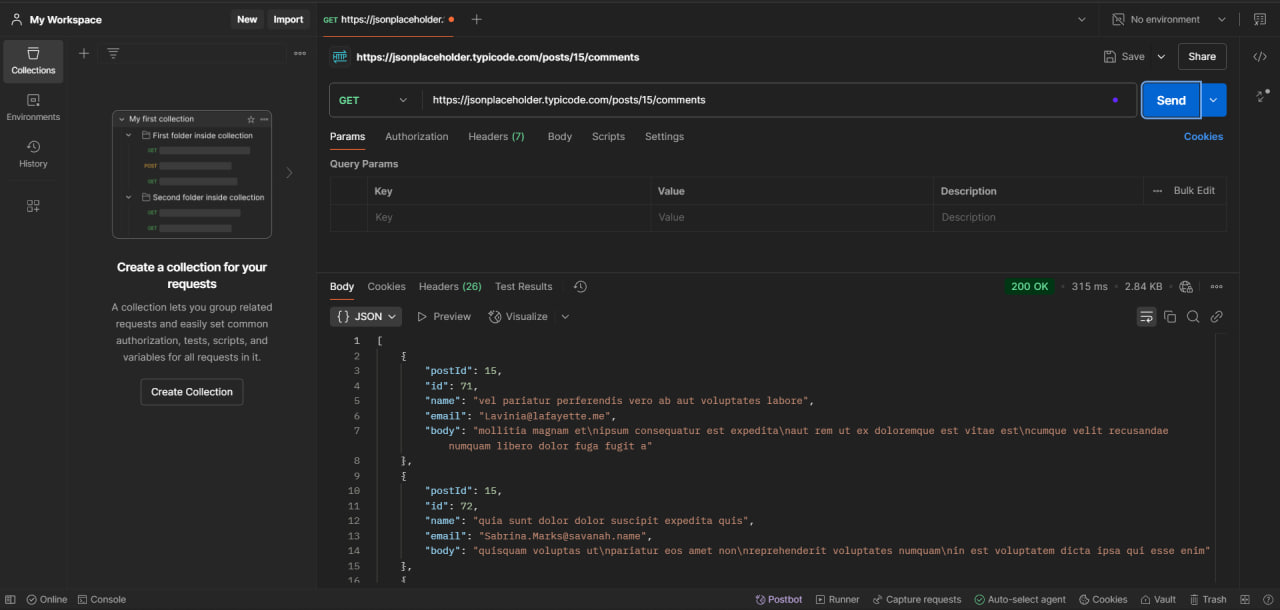 My Workspace
New
Import
GET https://jsonplaceholder.
No environment
Collections
Environments
History
My first collection
First folder inside collection
GET
POST
GET
Second folder inside collection
GET
GET
Create a collection for your
requests
A collection lets you group related
requests and easily set common
authorization, tests, scripts, and
variables for all requests in it.
Create Collection
HTTP https://jsonplaceholder.typicode.com/posts/15/comments
Save
Share
GET
https://jsonplaceholder.typicode.com/posts/15/comments
Send
Params Authorization Headers (7) Body Scripts Settings
Cookies
Query Params
Key Value Description Bulk Edit
Key Value Description
Body Cookies Headers (26) Test Results
200 OK • 315 ms • 2.84 KB
{ } JSON Preview Visualize
1 [
2 {
3 "postId": 15,
4 "id": 71,
5 "name": "vel pariatur perferendis vero ab aut voluptates labore",
6 "email": "Lavinia@lafayette.me",
7 "body": "mollitia magnam et\nipsum consequatur est expedita\naut rem ut ex doloremque est vitae est\ncumque velit recusandae
numquam libero dolor fuga fugit a"
8 },
9 {
10 "postId": 15,
11 "id": 72,
12 "name": "quia sunt dolor dolor suscipit expedita quis",
13 "email": "Sabrina.Marks@savanah.name",
14 "body": "quisquam voluptas ut\npariatur eos amet non\nreprehenderit voluptates numquam\nin est voluptatem dicta ipsa qui esse enim"
15 },
16 {
Online Console
Postbot Runner Capture requests Auto-select agent Cookies Vault Trash